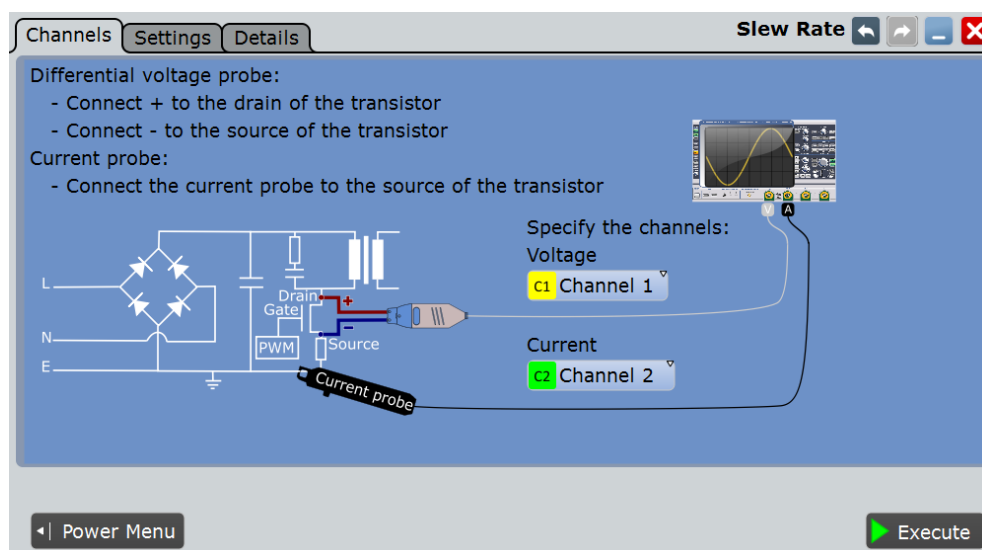 Channels
Settings
Details
Slew Rate
Differential voltage probe:
- Connect + to the drain of the transistor
- Connect - to the source of the transistor
Current probe:
- Connect the current probe to the source of the transistor
V A
Specify the channels:
Voltage
C1 Channel 1
Current
C2 Channel 2
L
N
E
Drain
+
Gate
-
PWM
Source
Current probe
Power Menu
Execute